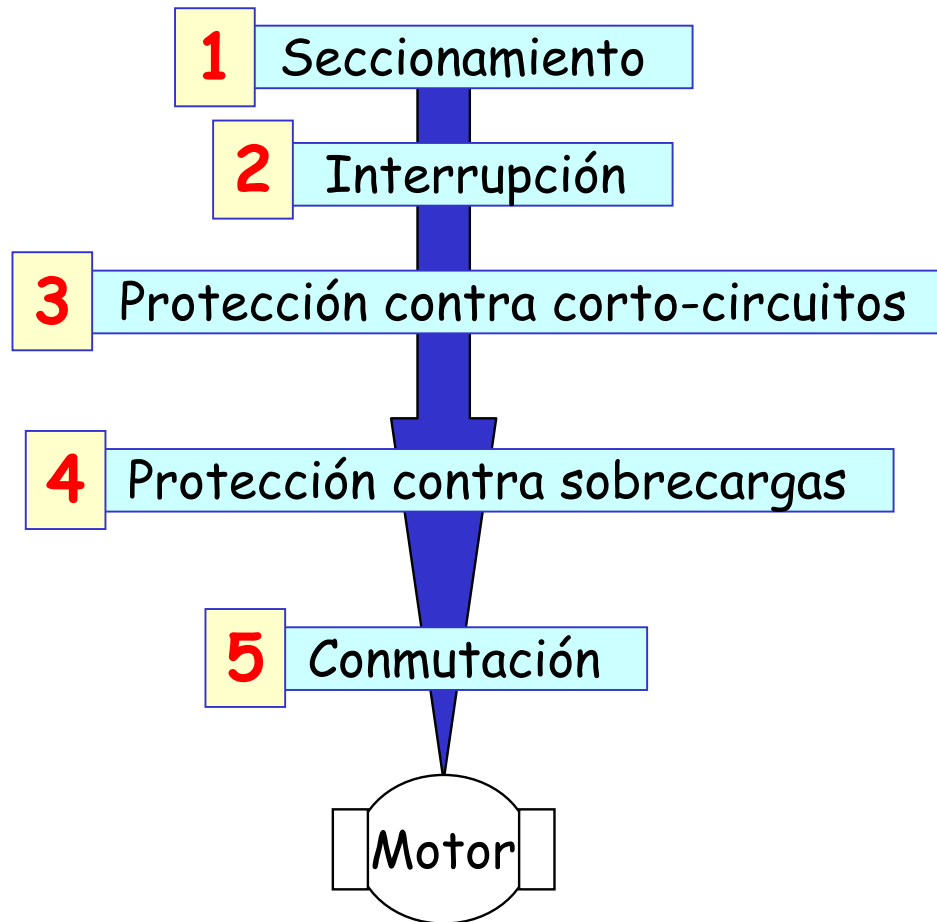 1 Seccionamiento
2 Interrupción
3 Protección contra corto-circuitos
4 Protección contra sobrecargas
5 Conmutación
Motor